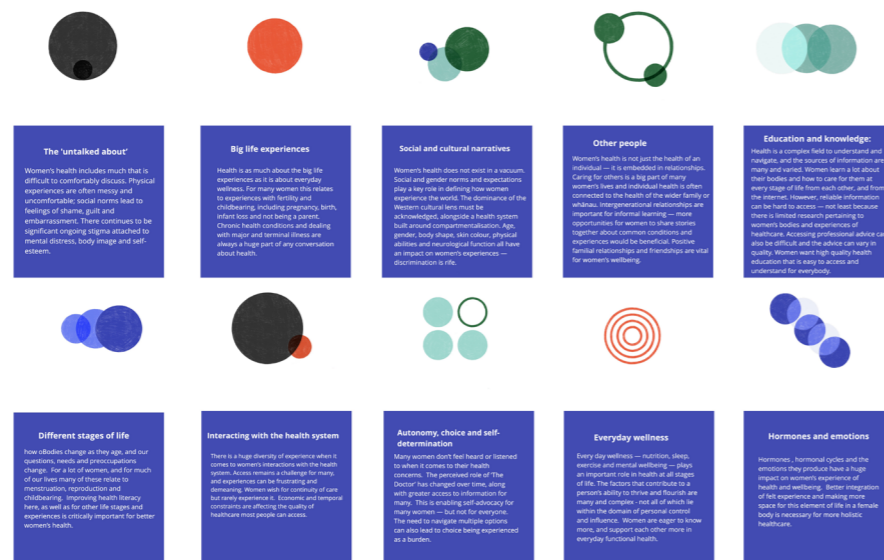 The 'untalked about'
Women's health includes much that is
difficult to comfortably discuss. Physical
experiences are often messy and
uncomfortable; social norms lead to
feelings of shame, guilt and
embarrassment. There continues to be
significant ongoing stigma attached to
mental distress, body image and self-
esteem.
Big life experiences
Health is as much about the big life
experiences as it is about everyday
wellness. For many women this relates
to experiences with fertility and
childbearing, including pregnancy, birth,
infant loss and not being a parent.
Chronic health conditions and dealing
with major and terminal illness are
always a huge part of any conversation
about health.
Social and cultural narratives
Women's health does not exist in a vacuum.
Social and gender norms and expectations
play a key role in defining how women
experience the world. The dominance of the
Western cultural lens must be
acknowledged, alongside a health system
built around compartmentalisation. Age,
gender, body shape, skin colour, physical
abilities and neurological function all have
an impact on women's experiences —
discrimination is rife.
Other people
Women's health is not just the health of an
individual — it is embedded in relationships.
Caring for others is a big part of many
women's lives and individual health is often
connected to the health of the wider family or
whānau. Intergenerational relationships are
important for informal learning — more
opportunities for women to share stories
together about common conditions and
experiences would be beneficial. Positive
familial relationships and friendships are vital
for women's wellbeing.
Education and knowledge:
Health is a complex field to understand and
navigate, and the sources of information are
many and varied. Women learn a lot about
their bodies and how to care for them at
every stage of life from each other, and from
the internet. However, reliable information
can be hard to access — not least because
there is limited research pertaining to
women's bodies and experiences of
healthcare. Accessing professional advice can
also be difficult and the advice can vary in
quality. Women want high quality health
education that is easy to access and
understand for everybody.
Different stages of life
how oBodies change as they age, and our
questions, needs and preoccupations
change. For a lot of women, and for much
of our lives many of these relate to
menstruation, reproduction and
childbearing. Improving health literacy
here, as well as for other life stages and
experiences is critically important for better
women's health.
Interacting with the health system
There is a huge diversity of experience when it
comes to women's interactions with the health
system. Access remains a challenge for many,
and experiences can be frustrating and
demeaning. Women wish for continuity of care
but rarely experience it. Economic and temporal
constraints are affecting the quality of
healthcare most people can access.
Autonomy, choice and self-
determination
Many women don't feel heard or listened
to when it comes to their health
concerns. The perceived role of 'The
Doctor' has changed over time, along
with greater access to information for
many. This is enabling self-advocacy for
many women — but not for everyone.
The need to navigate multiple options
can also lead to choice being experienced
as a burden.
Everyday wellness
Every day wellness — nutrition, sleep,
exercise and mental wellbeing — plays
an important role in health at all stages
of life. The factors that contribute to a
person's ability to thrive and flourish are
many and complex - not all of which lie
within the domain of personal control
and influence. Women are eager to know
more, and support each other more in
everyday functional health.
Hormones and emotions
Hormones , hormonal cycles and the
emotions they produce have a huge
impact on women's experience of
health and wellbeing. Better integration
of felt experience and making more
space for this element of life in a female
body is necessary for more holistic
healthcare.